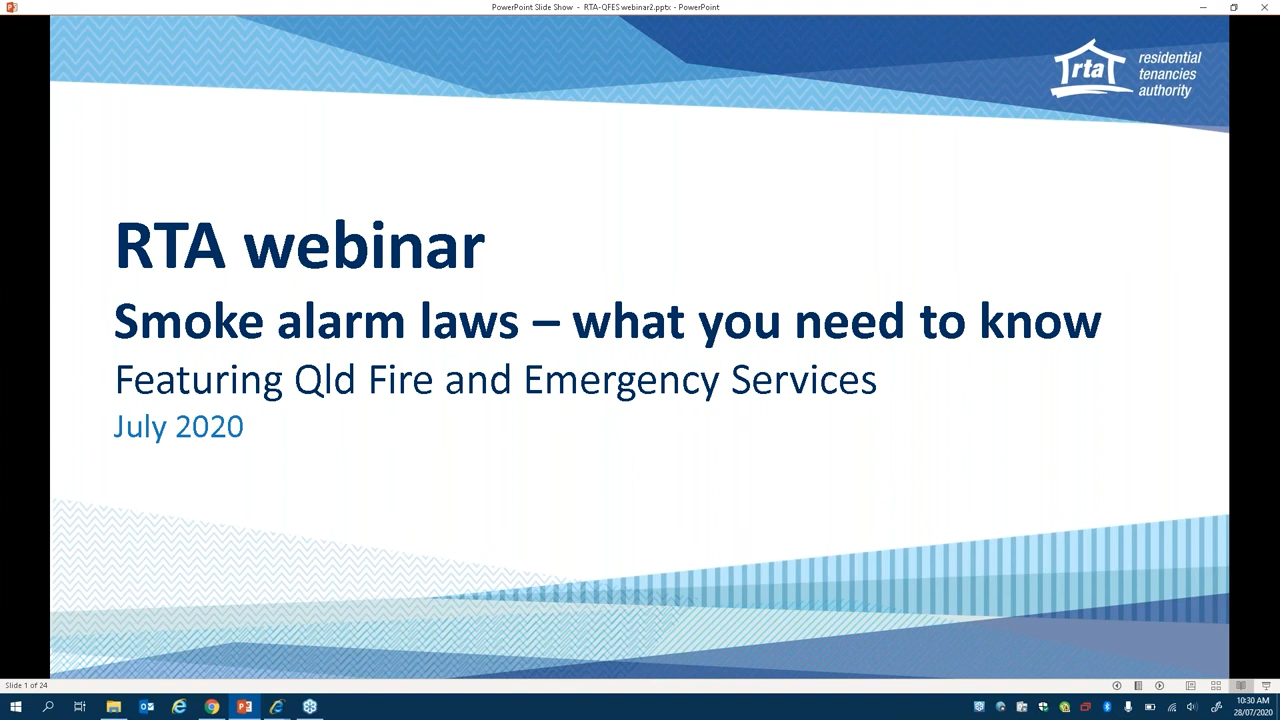 PowerPoint Slide Show - RTA-QFES webinar2.pptx - PowerPoint
rta
residential
tenancies
authority
RTA webinar
Smoke alarm laws – what you need to know
Featuring Qld Fire and Emergency Services
July 2020
Slide 1 of 24
10:30 AM
28/07/2020